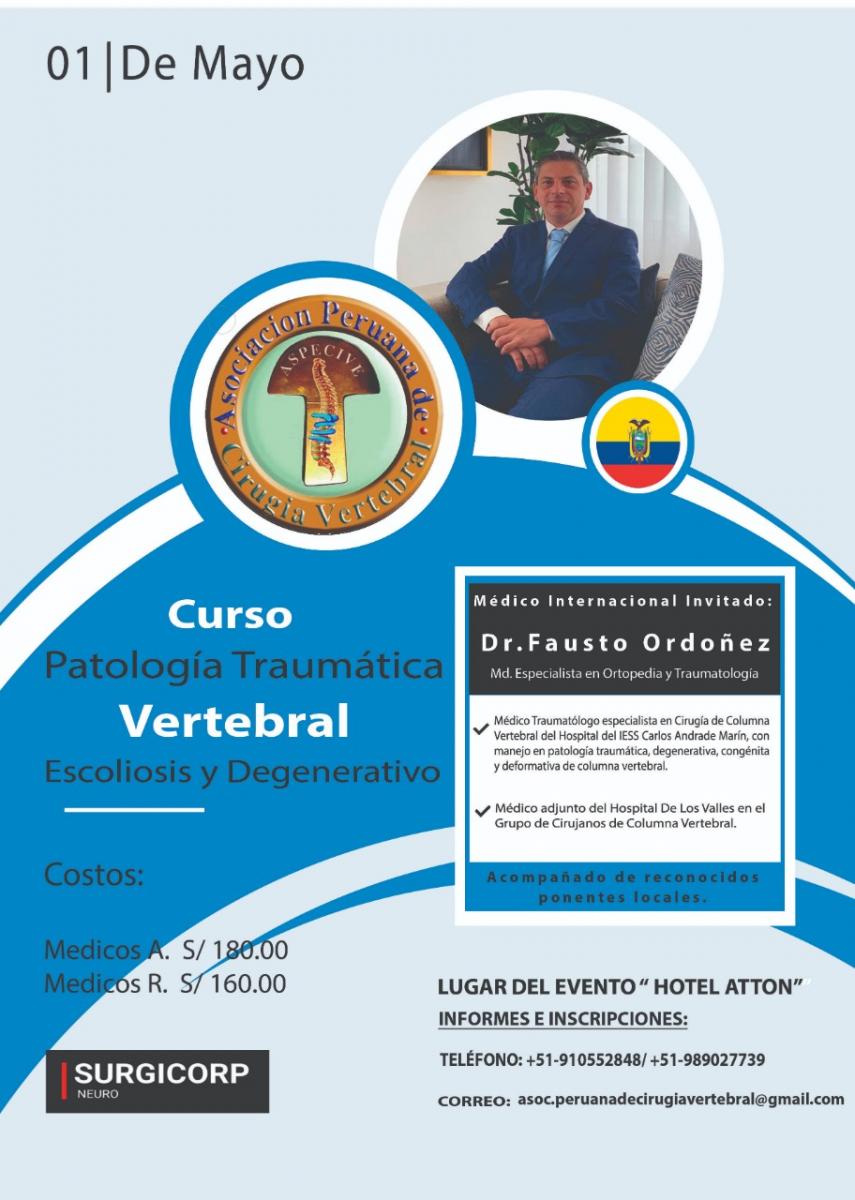 01|De Mayo
Asociacion Peruana de
Cirugia Vertebral
ASPECIVE
Curso
Patología Traumática
Vertebral
Escoliosis y Degenerativo
Costos:
Medicos A. S/ 180.00
Medicos R. S/ 160.00
SURGICORP
NEURO
Médico Internacional Invitado:
Dr.Fausto Ordoñez
Md. Especialista en Ortopedia y Traumatología
Médico Traumatólogo especialista en Cirugía de Columna
Vertebral del Hospital del IESS Carlos Andrade Marín, con
manejo en patología traumática, degenerativa, congénita
y deformativa de columna vertebral.
Médico adjunto del Hospital De Los Valles en el
Grupo de Cirujanos de Columna Vertebral.
Acompañado de reconocidos
ponentes locales.
LUGAR DEL EVENTO “ HOTEL ATTON”
INFORMES E INSCRIPCIONES:
TELÉFONO: +51-910552848/ +51-989027739
CORREO: asoc.peruanadecirugiavertebral@gmail.com